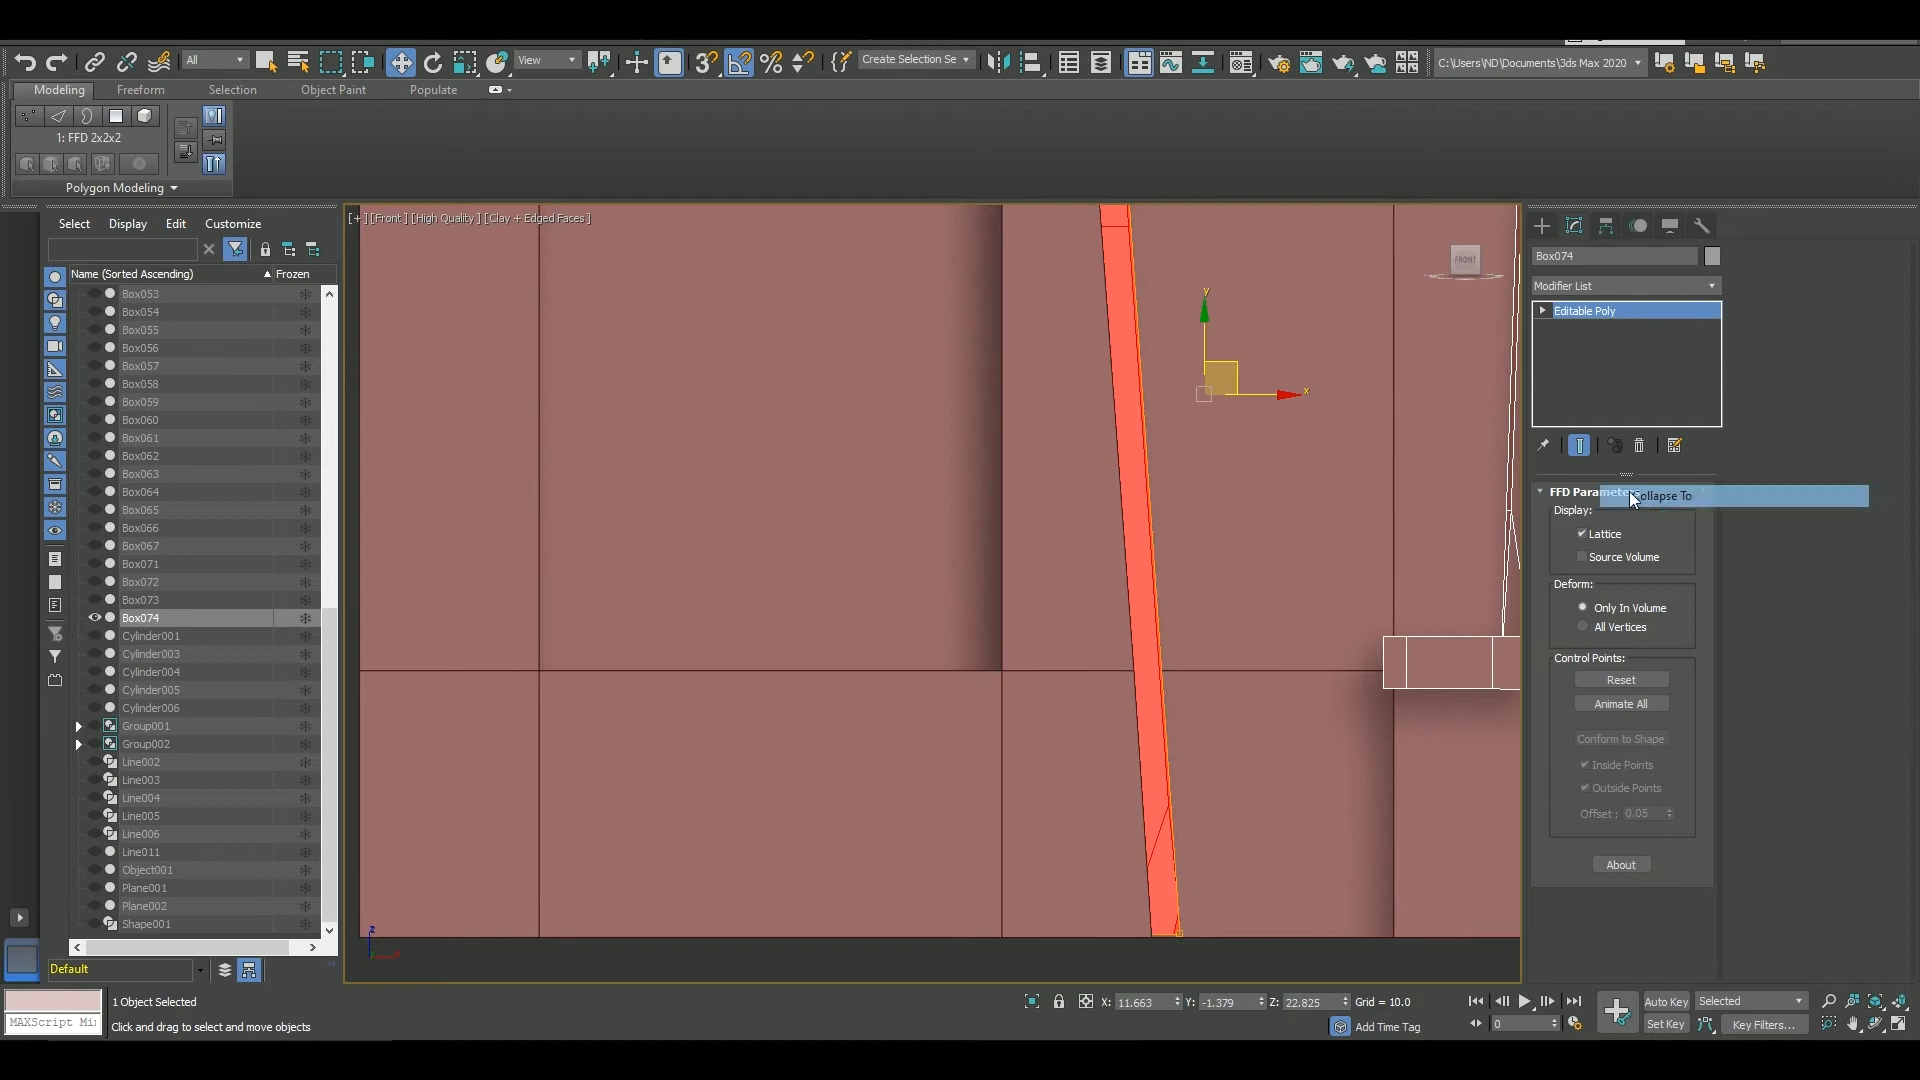 All
View
Create Selection Se
C:\Users\ND\Documents\3ds Max 2020
Modeling
Freeform
Selection
Object Paint
Populate
1: FFD 2x2x2
Polygon Modeling
Select
Display
Edit
Customize
Name (Sorted Ascending)
Frozen
Box053
Box054
Box055
Box056
Box057
Box058
Box059
Box060
Box061
Box062
Box063
Box064
Box065
Box066
Box067
Box071
Box072
Box073
Box074
Cylinder001
Cylinder003
Cylinder004
Cylinder005
Cylinder006
Group001
Group002
Line002
Line003
Line004
Line005
Line006
Line011
Object001
Plane001
Plane002
Shape001
Default
[+] [Front] [High Quality] [Clay + Edged Faces]
FRONT
y
x
z
Box074
Modifier List
Editable Poly
FFD Paramete
Collapse To
Display:
Lattice
Source Volume
Deform:
Only In Volume
All Vertices
Control Points:
Reset
Animate All
Conform to Shape
Inside Points
Outside Points
Offset : 0.05
About
MAXScript Mi
1 Object Selected
Click and drag to select and move objects
X: 11.663
Y: -1.379
Z: 22.825
Grid = 10.0
Add Time Tag
0
Auto Key
Selected
Set Key
Key Filters...